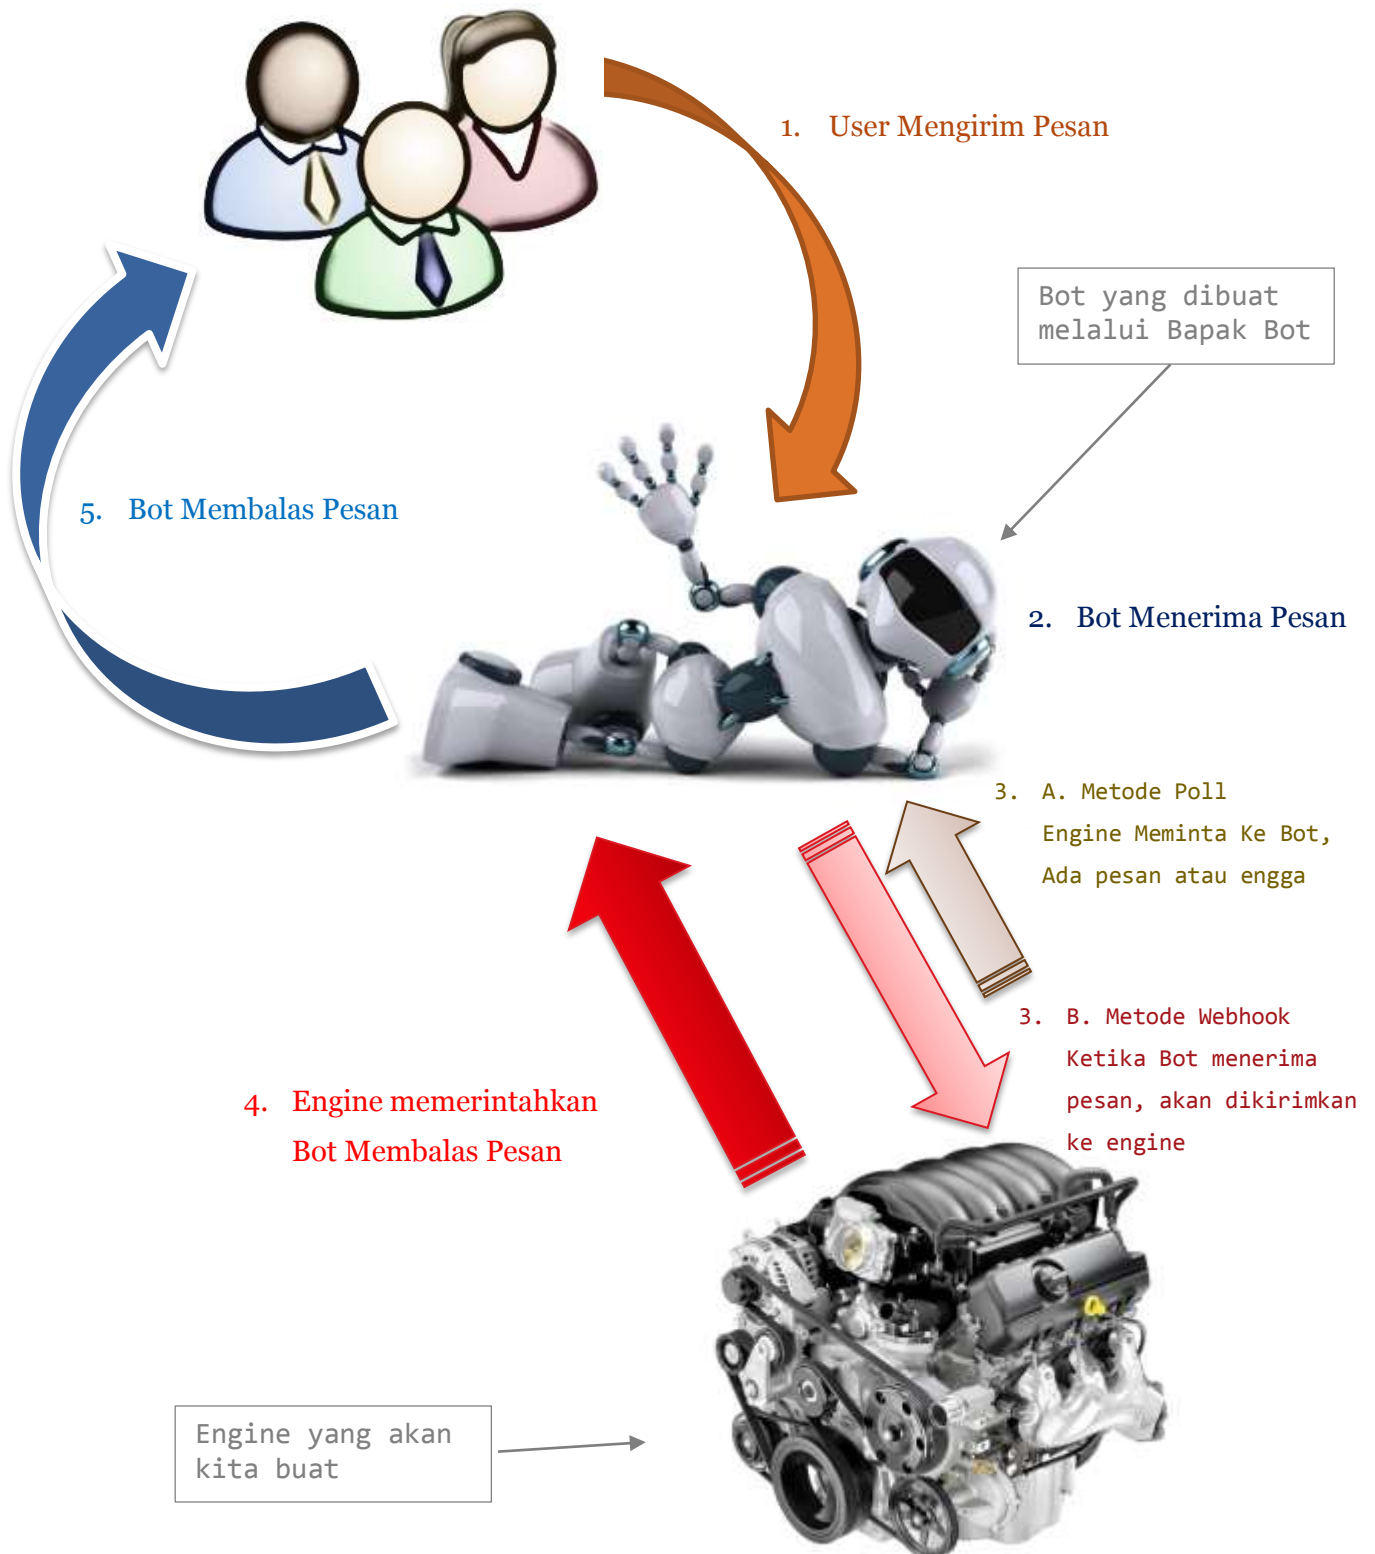 1. User Mengirim Pesan
Bot yang dibuat
melalui Bapak Bot
5. Bot Membalas Pesan
2. Bot Menerima Pesan
3. A. Metode Poll
Engine Meminta Ke Bot,
Ada pesan atau engga
3. B. Metode Webhook
Ketika Bot menerima
pesan, akan dikirimkan
ke engine
4. Engine memerintahkan
Bot Membalas Pesan
Engine yang akan
kita buat